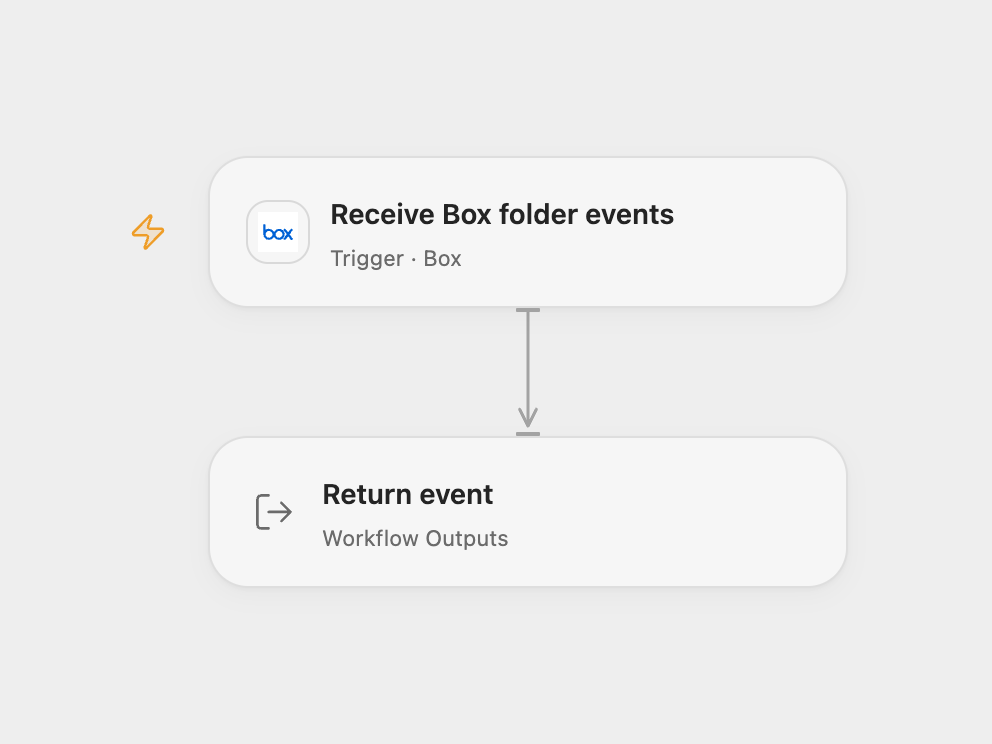 box
Receive Box folder events
Trigger · Box
Return event
Workflow Outputs